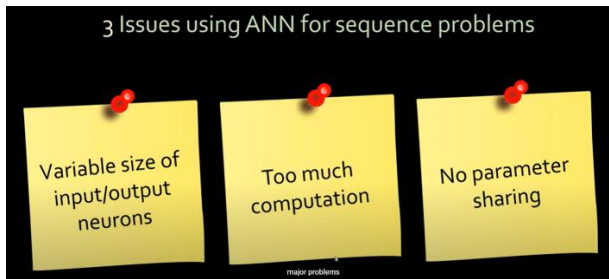 3 Issues using ANN for sequence problems
Variable size of
input/output
neurons
Too much
computation
No parameter
sharing
major problems